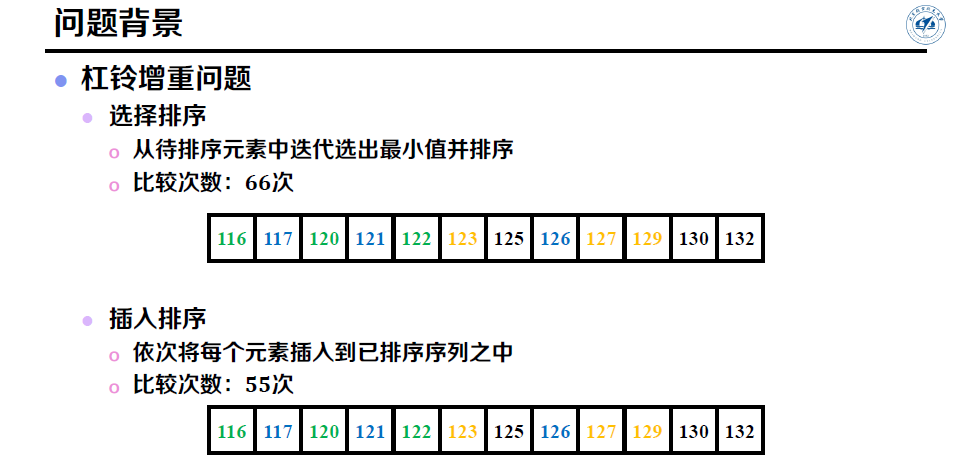 问题背景
杠铃增重问题
选择排序
从待排序元素中迭代选出最小值并排序
比较次数：66次
116 117 120 121 122 123 125 126 127 129 130 132
插入排序
依次将每个元素插入到已排序序列之中
比较次数：55次
116 117 120 121 122 123 125 126 127 129 130 132